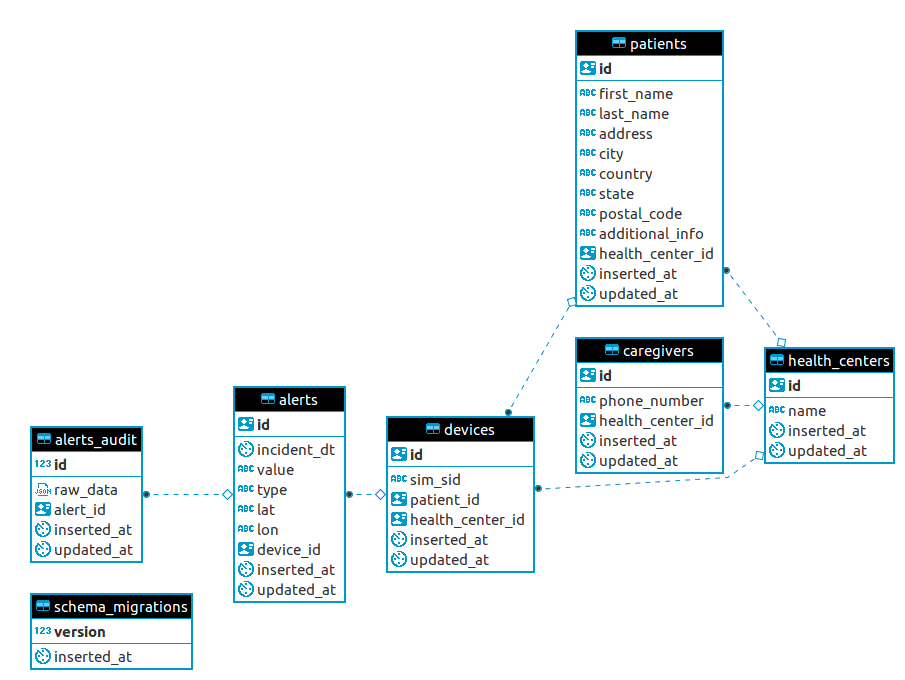 patients
id
ABC first_name
ABC last_name
ABC address
ABC city
ABC country
ABC state
ABC postal_code
ABC additional_info
health_center_id
inserted_at
updated_at
caregivers
id
ABC phone_number
health_center_id
inserted_at
updated_at
health_centers
id
ABC name
inserted_at
updated_at
alerts
id
incident_dt
ABC value
ABC type
ABC lat
ABC lon
device_id
inserted_at
updated_at
devices
id
ABC sim_sid
patient_id
health_center_id
inserted_at
updated_at
alerts_audit
123 id
JSON raw_data
alert_id
inserted_at
updated_at
schema_migrations
123 version
inserted_at